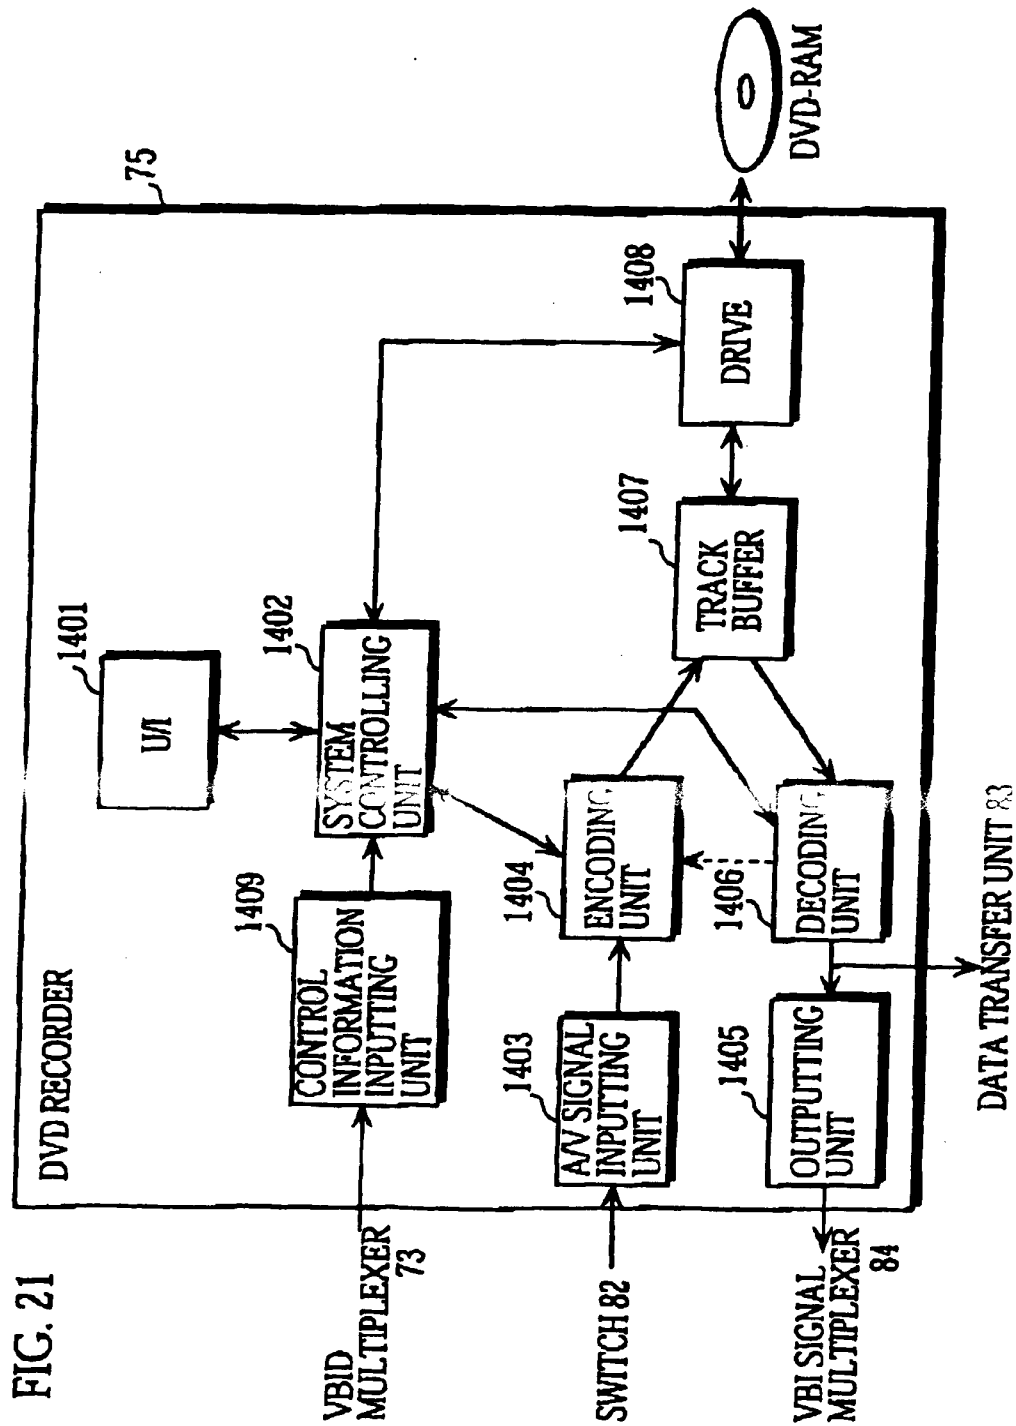 FIG. 21
DVD RECORDER
75
1401
U/I
1409
CONTROL
INFORMATION
INPUTTING
UNIT
1402
SYSTEM
CONTROLLING
UNIT
VBID
MULTIPLEXER
73
1403
A/V SIGNAL
INPUTTING
UNIT
SWITCH 82
1404
ENCODING
UNIT
1407
TRACK
BUFFER
1408
DRIVE
DVD-RAM
1405
OUTPUTTING
UNIT
1406
DECODING
UNIT
VBI SIGNAL
MULTIPLEXER
84
DATA TRANSFER UNIT 83